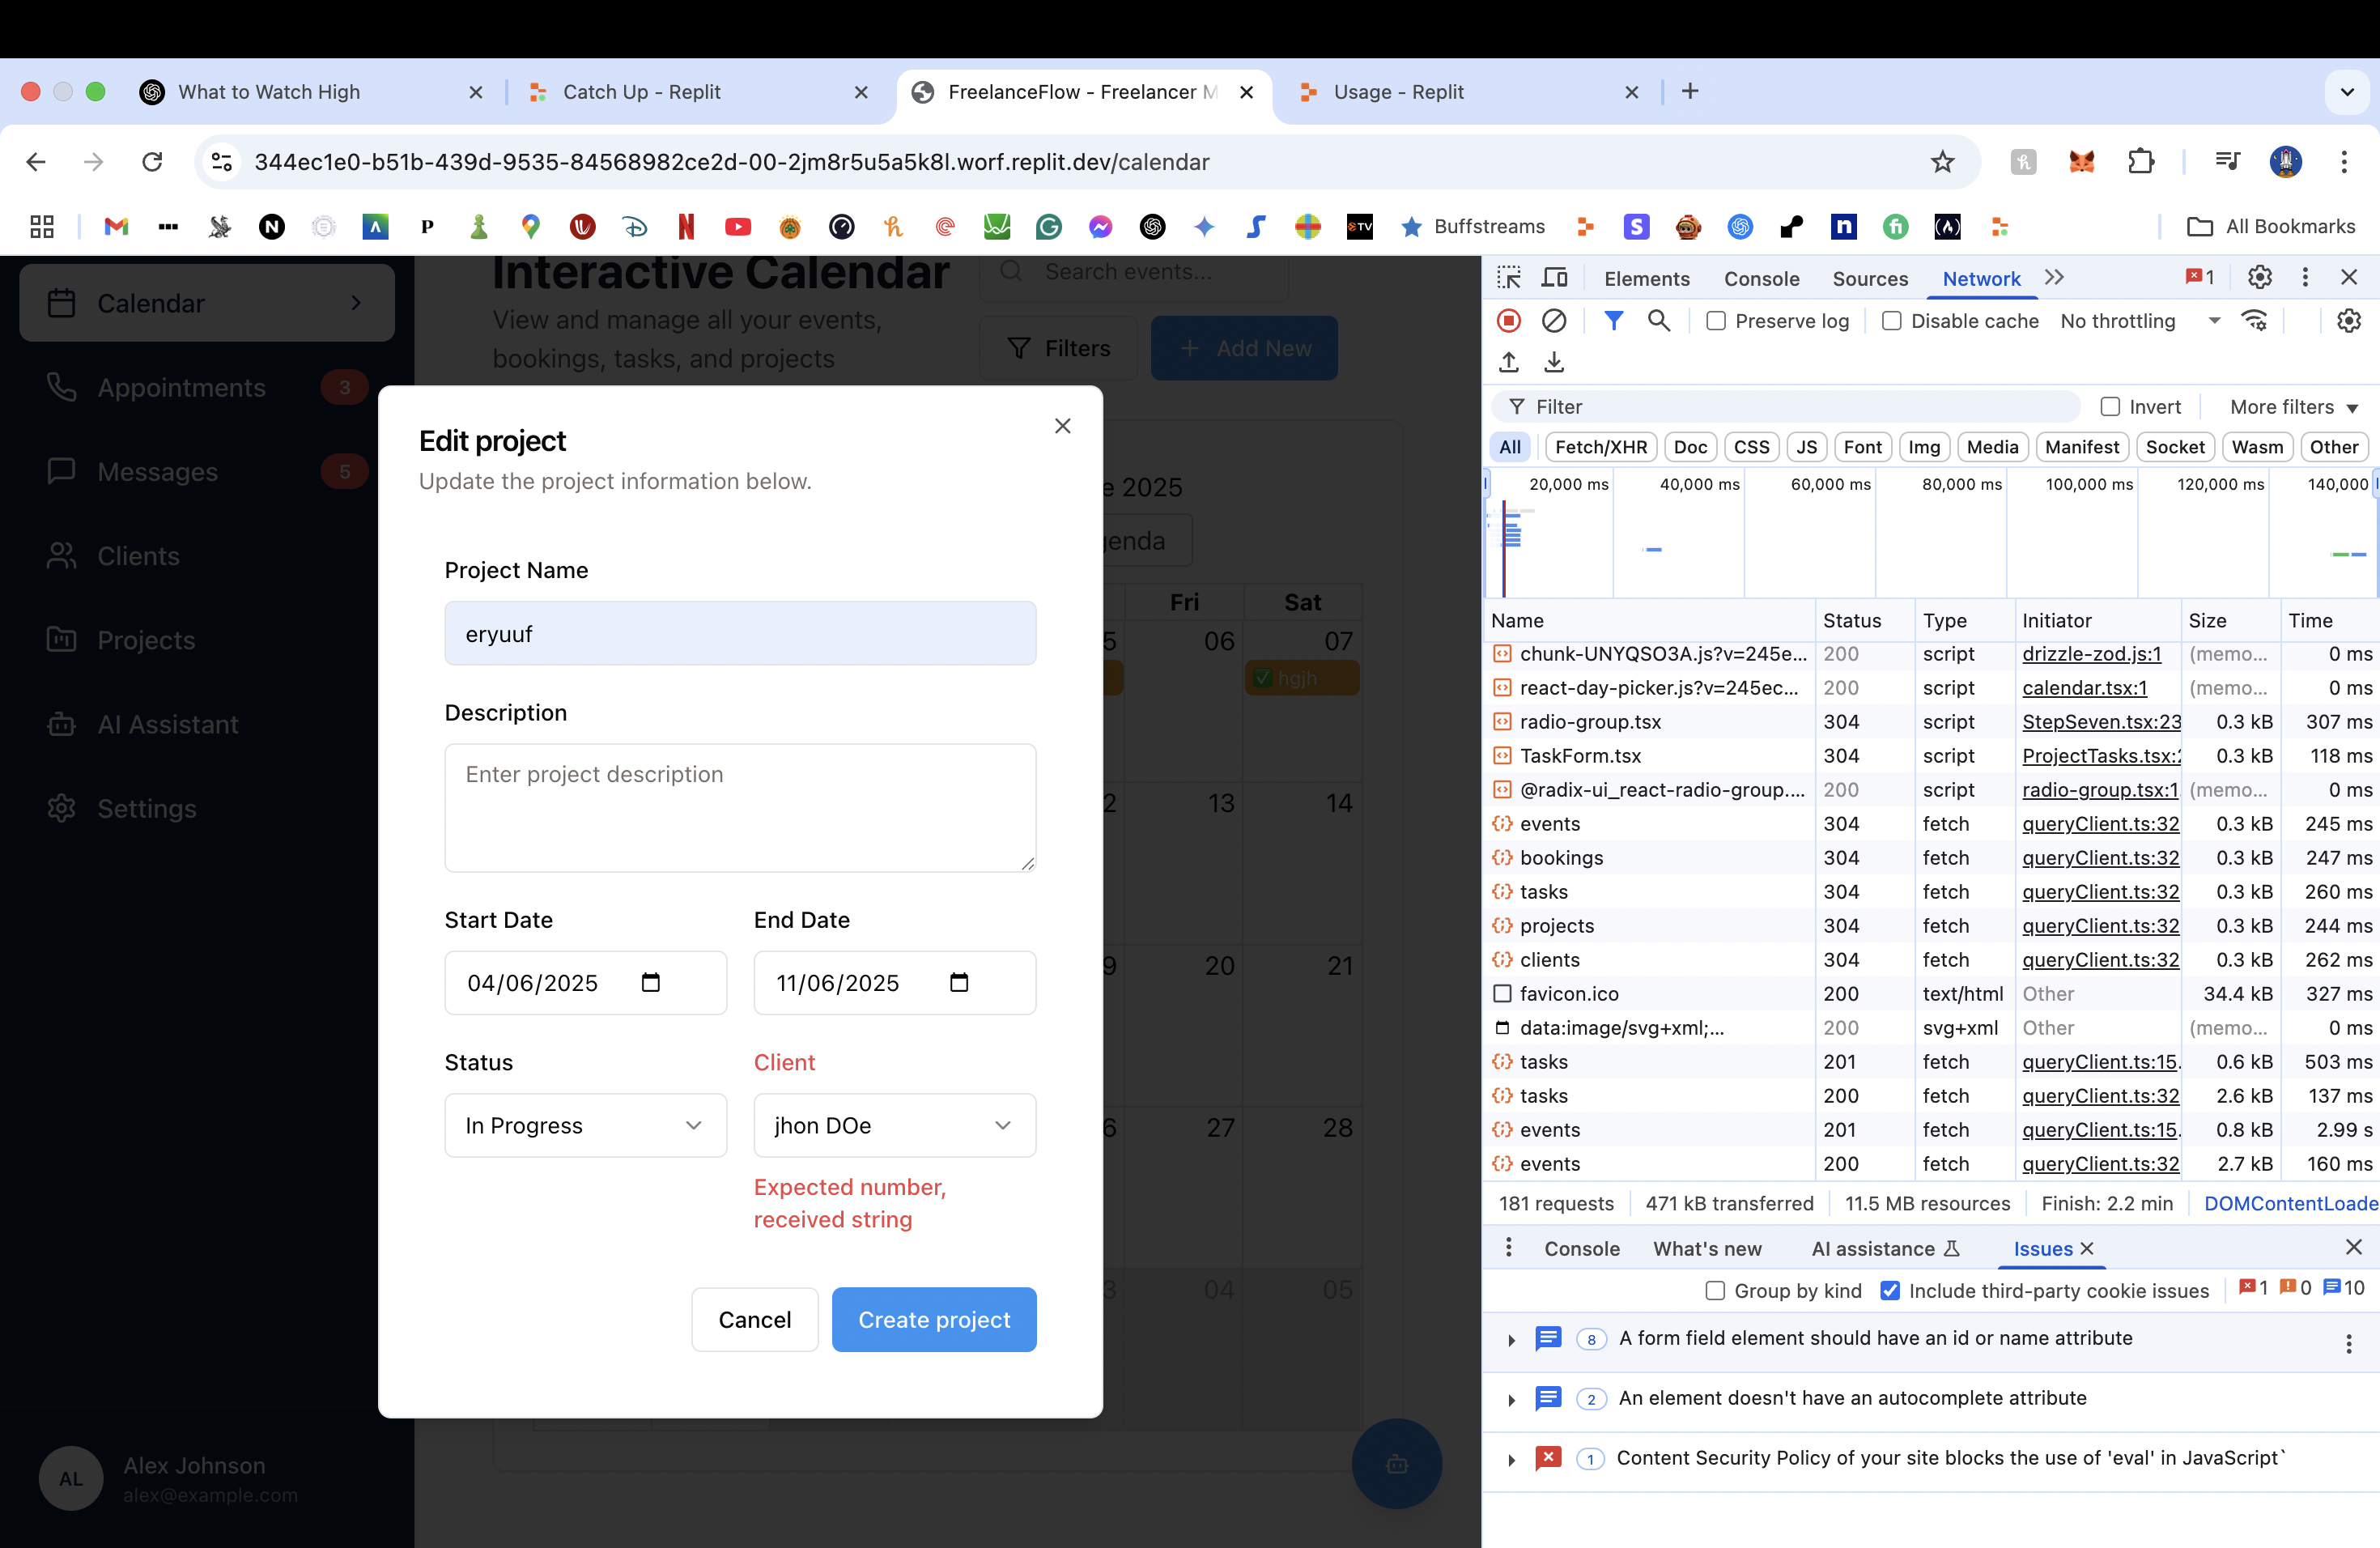 What to Watch High
Catch Up - Replit
FreelanceFlow - Freelancer M
Usage - Replit
344ec1e0-b51b-439d-9535-84568982ce2d-00-2jm8r5u5a5k8l.worf.replit.dev/calendar
Buffstreams
All Bookmarks
Calendar
Appointments 3
Messages 5
Clients
Projects
AI Assistant
Settings
AL
Alex Johnson
alex@example.com
Interactive Calendar
View and manage all your events,
bookings, tasks, and projects
Search events...
Filters
+ Add New
e 2025
genda
Fri Sat
5 06 07
hgjh
2 13 14
9 20 21
6 27 28
3 04 05
Edit project
Update the project information below.
Project Name
eryuuf
Description
Enter project description
Start Date End Date
04/06/2025 11/06/2025
Status Client
In Progress jhon DOe
Expected number,
received string
Cancel Create project
Elements Console Sources Network 1
Preserve log Disable cache No throttling
Filter Invert More filters
All Fetch/XHR Doc CSS JS Font Img Media Manifest Socket Wasm Other
20,000 ms 40,000 ms 60,000 ms 80,000 ms 100,000 ms 120,000 ms 140,000
Name Status Type Initiator Size Time
chunk-UNYQSO3A.js?v=245e... 200 script drizzle-zod.js:1 (memo... 0 ms
react-day-picker.js?v=245ec... 200 script calendar.tsx:1 (memo... 0 ms
radio-group.tsx 304 script StepSeven.tsx:23 0.3 kB 307 ms
TaskForm.tsx 304 script ProjectTasks.tsx:2 0.3 kB 118 ms
@radix-ui_react-radio-group.... 200 script radio-group.tsx:1 (memo... 0 ms
events 304 fetch queryClient.ts:32 0.3 kB 245 ms
bookings 304 fetch queryClient.ts:32 0.3 kB 247 ms
tasks 304 fetch queryClient.ts:32 0.3 kB 260 ms
projects 304 fetch queryClient.ts:32 0.3 kB 244 ms
clients 304 fetch queryClient.ts:32 0.3 kB 262 ms
favicon.ico 200 text/html Other 34.4 kB 327 ms
data:image/svg+xml;... 200 svg+xml Other (memo... 0 ms
tasks 201 fetch queryClient.ts:15. 0.6 kB 503 ms
tasks 200 fetch queryClient.ts:32 2.6 kB 137 ms
events 201 fetch queryClient.ts:15. 0.8 kB 2.99 s
events 200 fetch queryClient.ts:32 2.7 kB 160 ms
181 requests 471 kB transferred 11.5 MB resources Finish: 2.2 min DOMContentLoade
Console What's new AI assistance Issues
Group by kind Include third-party cookie issues 1 0 10
8 A form field element should have an id or name attribute
2 An element doesn't have an autocomplete attribute
1 Content Security Policy of your site blocks the use of 'eval' in JavaScript`